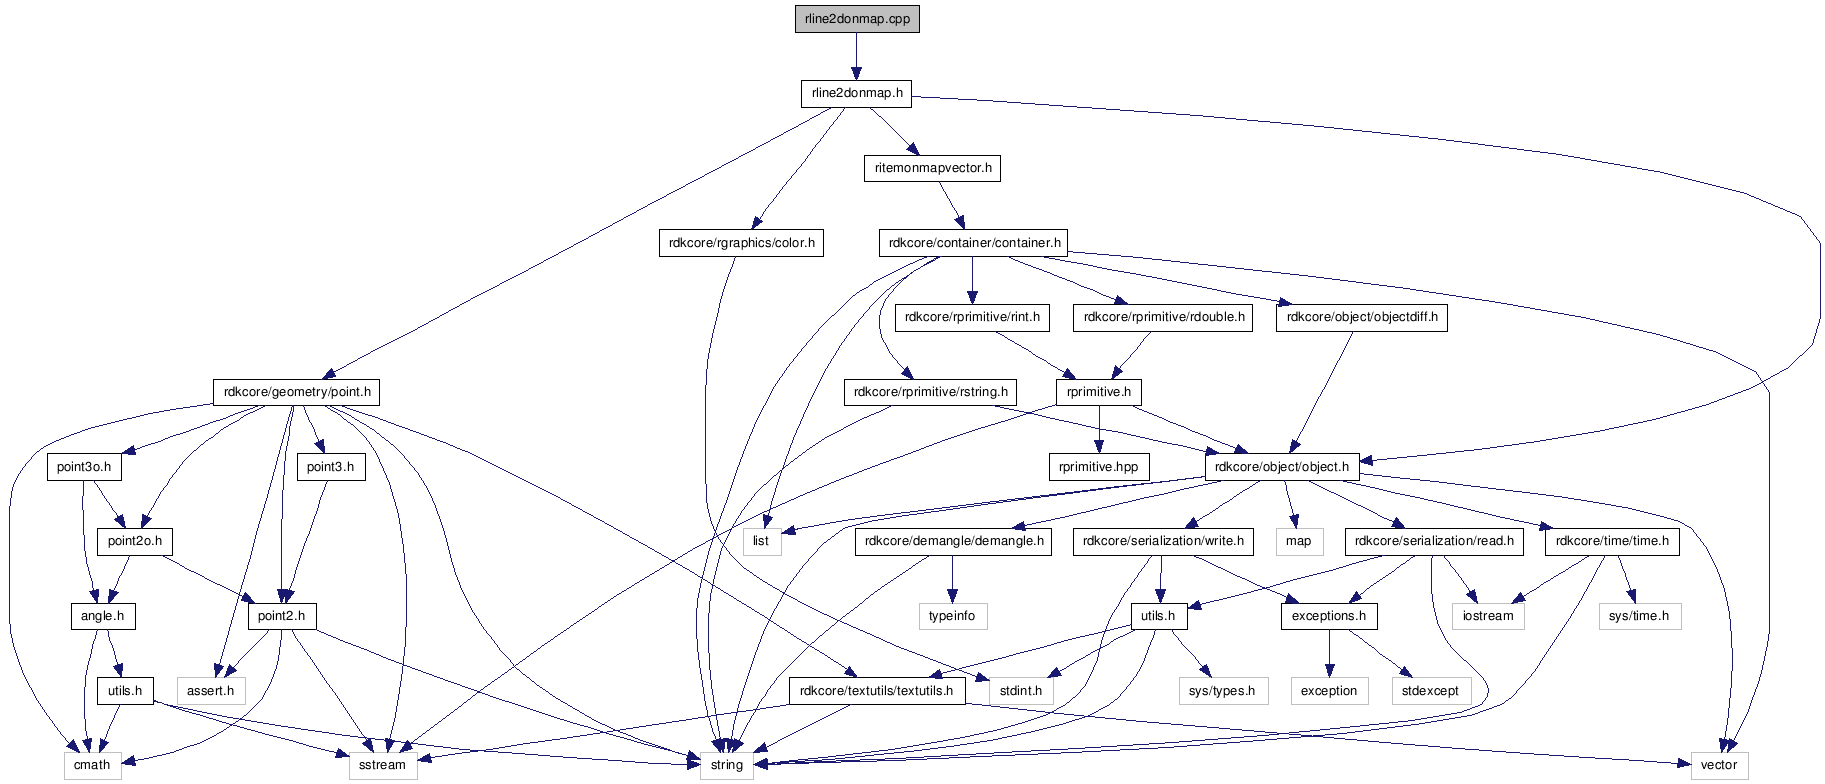 rline2donmap.cpp
rline2donmap.h
ritemonmapvector.h
rdkcore/rgraphics/color.h
rdkcore/container/container.h
rdkcore/rprimitive/rint.h
rdkcore/rprimitive/rdouble.h
rdkcore/object/objectdiff.h
rdkcore/geometry/point.h
rdkcore/rprimitive/rstring.h
rprimitive.h
point3o.h
point3.h
rprimitive.hpp
rdkcore/object/object.h
point2o.h
list
rdkcore/demangle/demangle.h
rdkcore/serialization/write.h
map
rdkcore/serialization/read.h
rdkcore/time/time.h
angle.h
point2.h
typeinfo
utils.h
exceptions.h
iostream
sys/time.h
utils.h
assert.h
rdkcore/textutils/textutils.h
stdint.h
sys/types.h
exception
stdexcept
cmath
sstream
string
vector